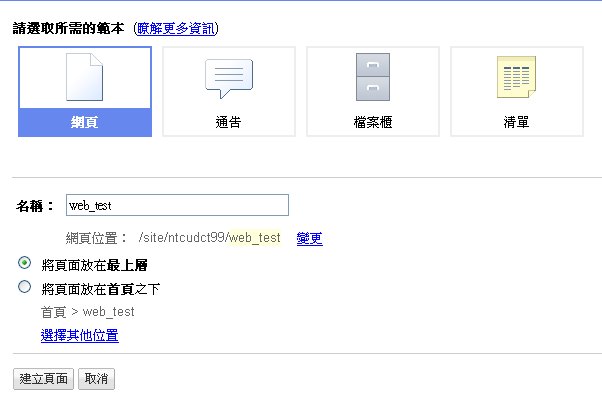 請選取所需的範本 (瞭解更多資訊)
網頁 通告 檔案櫃 清單
名稱： web_test
網頁位置： /site/ntcudct99/web_test 變更
將頁面放在最上層
將頁面放在首頁之下
首頁 > web_test
選擇其他位置
建立頁面 取消